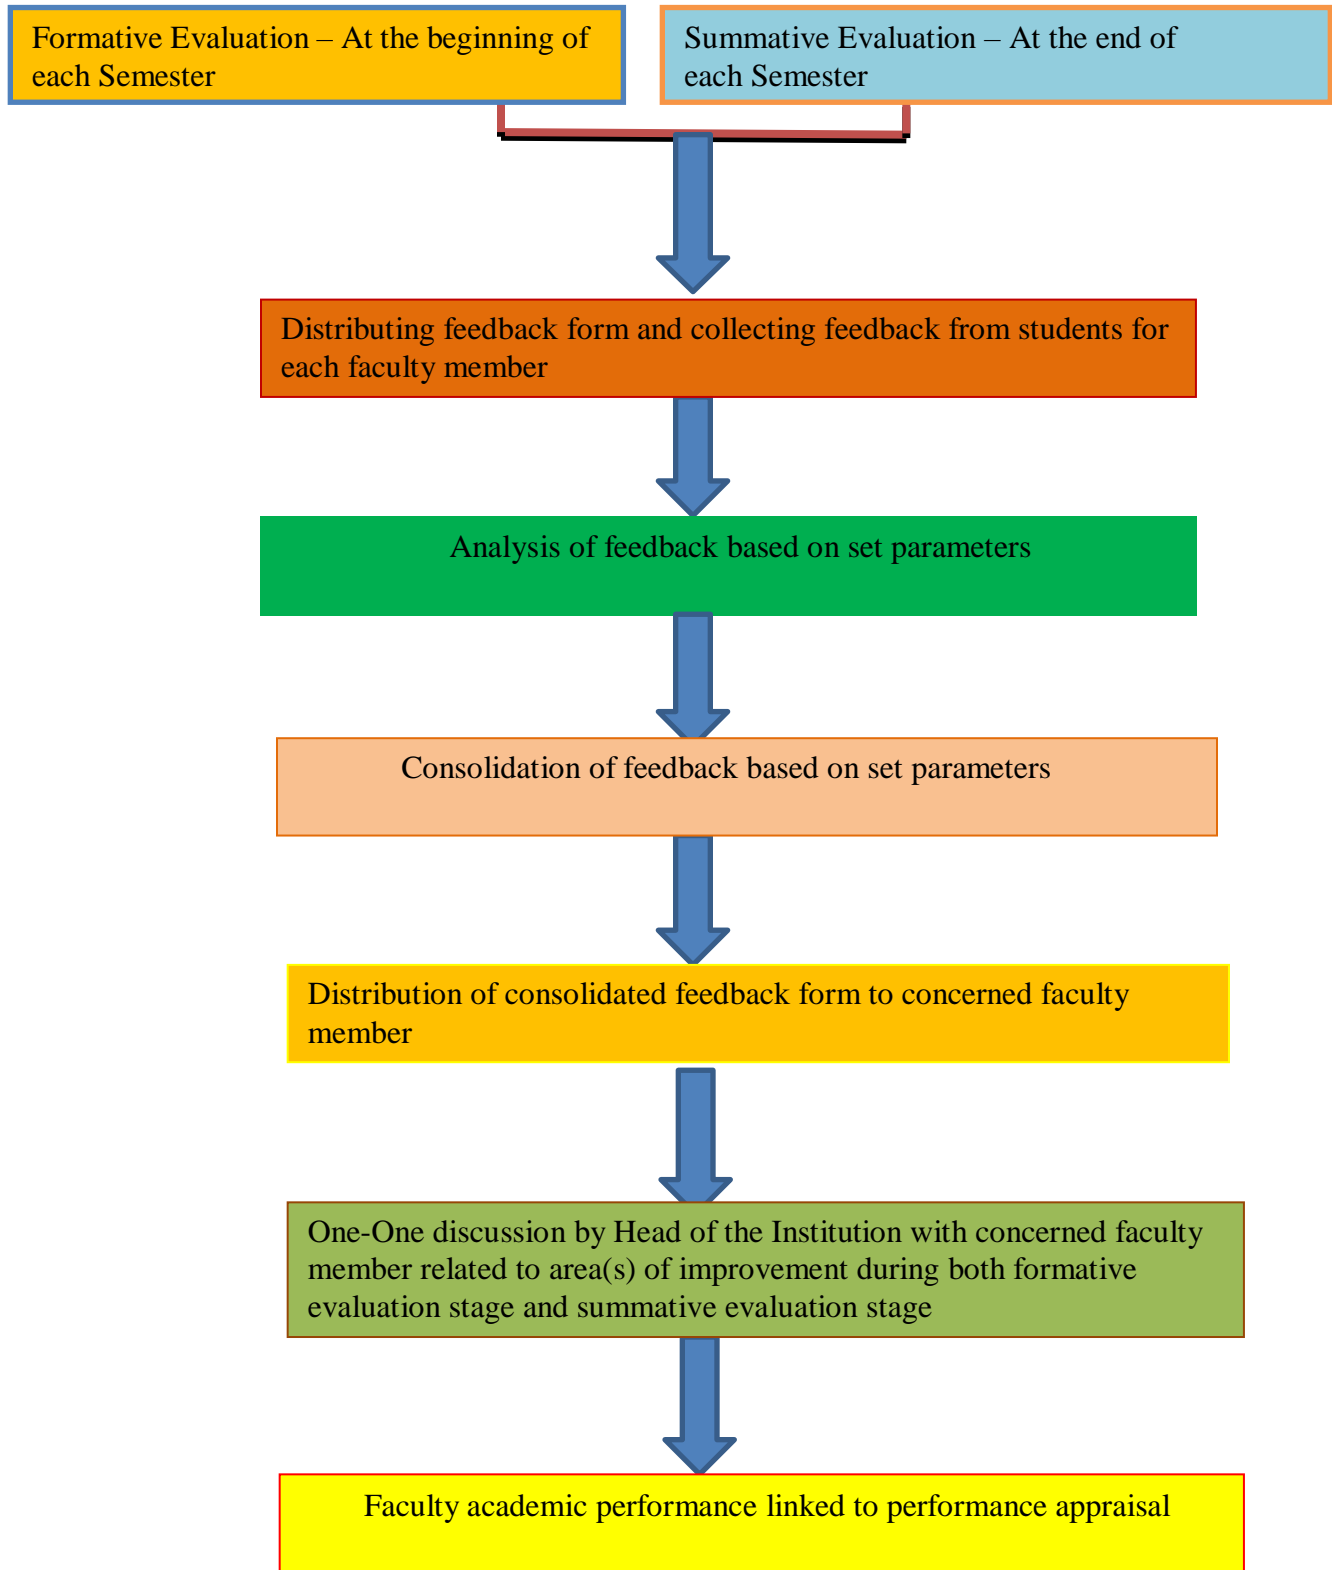 Formative Evaluation – At the beginning of
each Semester
Summative Evaluation – At the end of
each Semester
Distributing feedback form and collecting feedback from students for
each faculty member
Analysis of feedback based on set parameters
Consolidation of feedback based on set parameters
Distribution of consolidated feedback form to concerned faculty
member
One-One discussion by Head of the Institution with concerned faculty
member related to area(s) of improvement during both formative
evaluation stage and summative evaluation stage
Faculty academic performance linked to performance appraisal